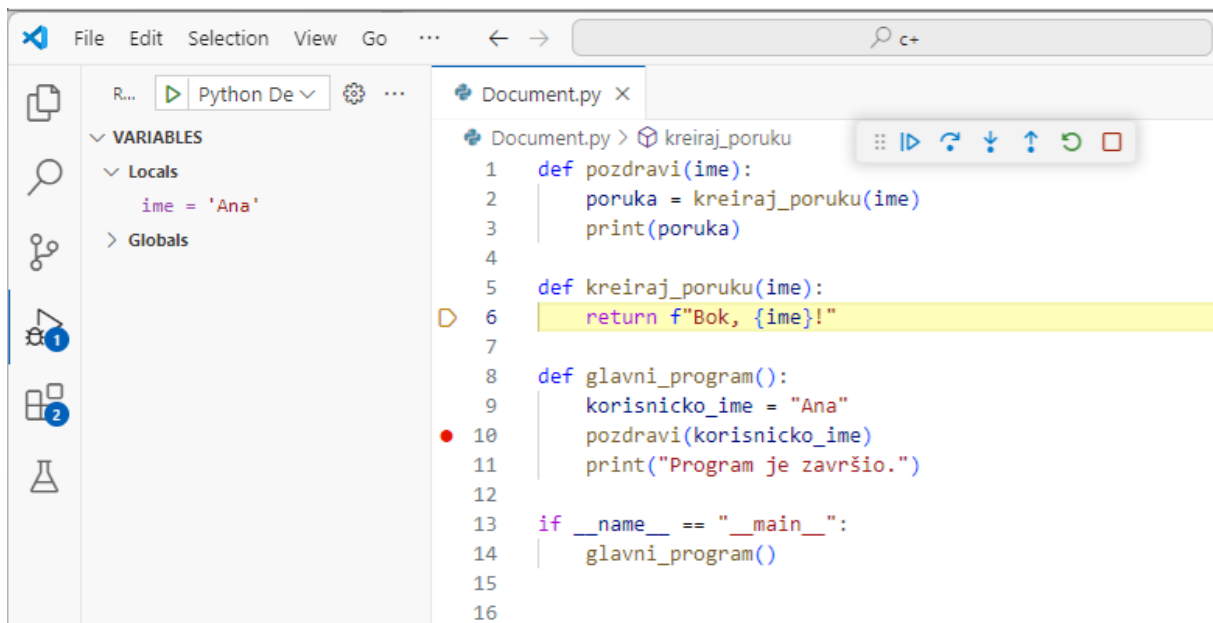 File Edit Selection View Go ··· ← → c+
R... Python De ···
VARIABLES
Locals
ime = 'Ana'
Globals
1
2
Document.py ×
Document.py > kreiraj_poruku
1 def pozdravi(ime):
2 poruka = kreiraj_poruku(ime)
3 print(poruka)
4
5 def kreiraj_poruku(ime):
6 return f"Bok, {ime}!"
7
8 def glavni_program():
9 korisnicko_ime = "Ana"
10 pozdravi(korisnicko_ime)
11 print("Program je završio.")
12
13 if __name__ == "__main__":
14 glavni_program()
15
16